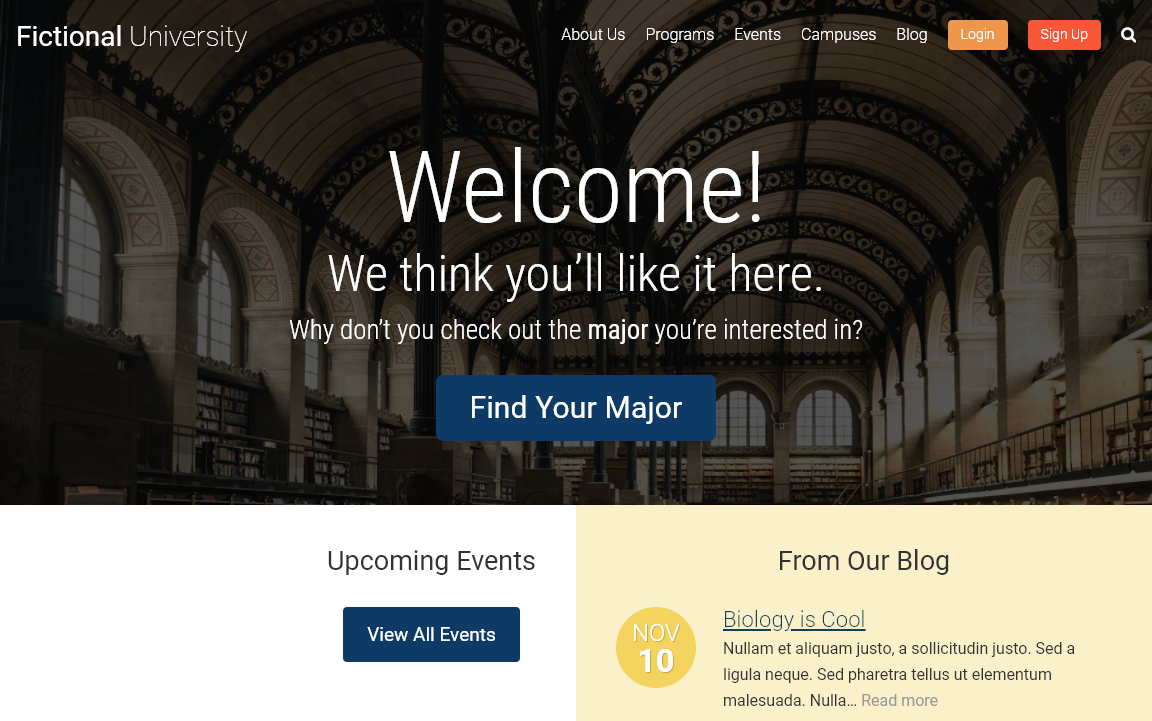 Fictional University
About Us Programs Events Campuses Blog Login Sign Up
Welcome!
We think you’ll like it here.
Why don’t you check out the major you’re interested in?
Find Your Major
Upcoming Events
View All Events
From Our Blog
NOV
10
Biology is Cool
Nullam et aliquam justo, a sollicitudin justo. Sed a
ligula neque. Sed pharetra tellus ut elementum
malesuada. Nulla… Read more